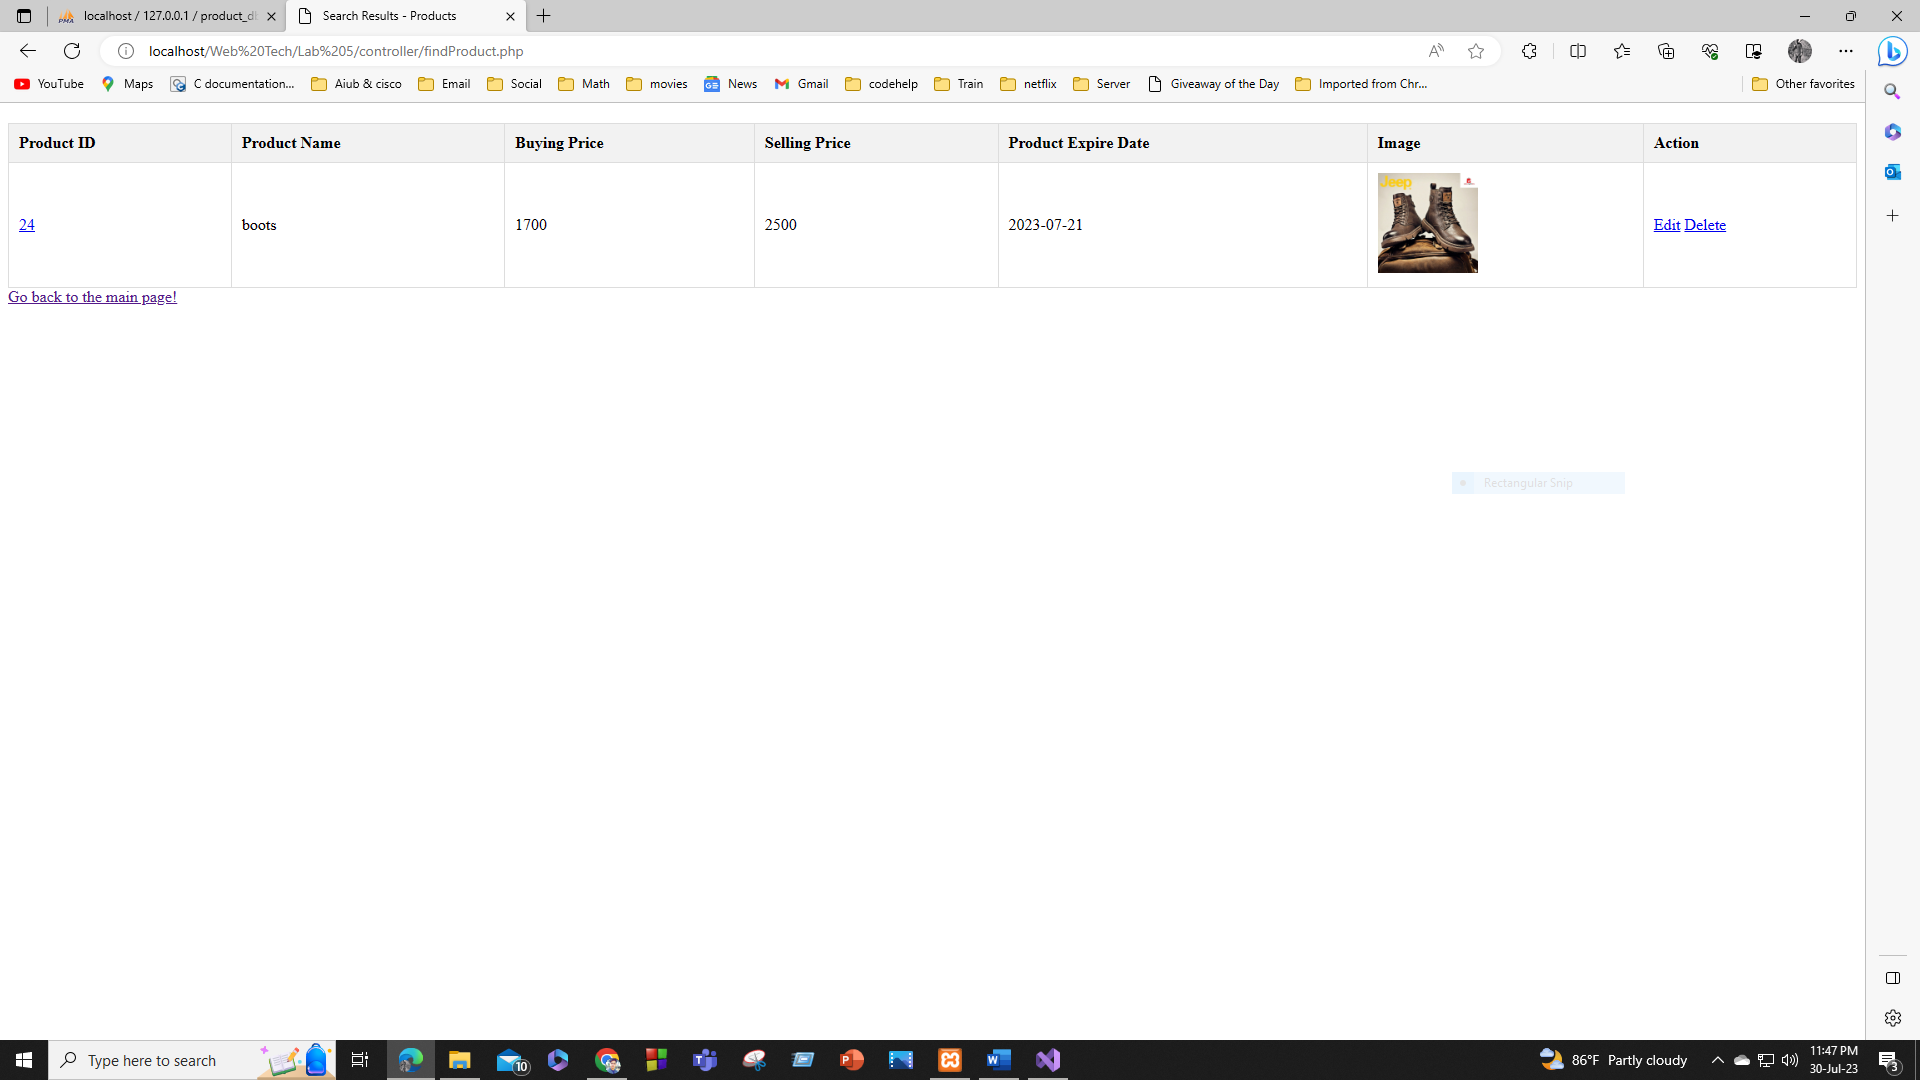 localhost / 127.0.0.1 / product_db
Search Results - Products
localhost/Web%20Tech/Lab%205/controller/findProduct.php
YouTube Maps C documentation... Aiub & cisco Email Social Math movies News Gmail codehelp Train netflix Server Giveaway of the Day Imported from Chr... Other favorites
Product ID Product Name Buying Price Selling Price Product Expire Date Image Action
Jeep
24 boots 1700 2500 2023-07-21 Edit Delete
Go back to the main page!
Rectangular Snip
Type here to search
10
86°F Partly cloudy
11:47 PM
30-Jul-23
3